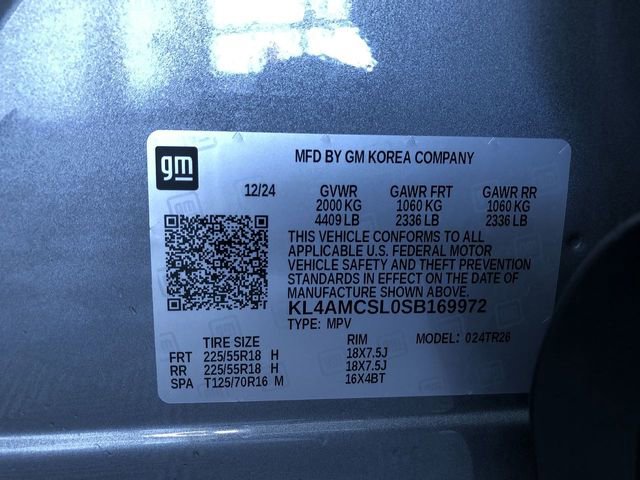 gm
MFD BY GM KOREA COMPANY
12/24 GVWR GAWR FRT GAWR RR
2000 KG 1060 KG 1060 KG
4409 LB 2336 LB 2336 LB
THIS VEHICLE CONFORMS TO ALL
APPLICABLE U.S. FEDERAL MOTOR
VEHICLE SAFETY AND THEFT PREVENTION
STANDARDS IN EFFECT ON THE DATE OF
MANUFACTURE SHOWN ABOVE.
KL4AMCSL0SB169972
TYPE: MPV MODEL: 024TR26
TIRE SIZE RIM
FRT 225/55R18 H 18X7.5J
RR 225/55R18 H 18X7.5J
SPA T125/70R16 M 16X4BT